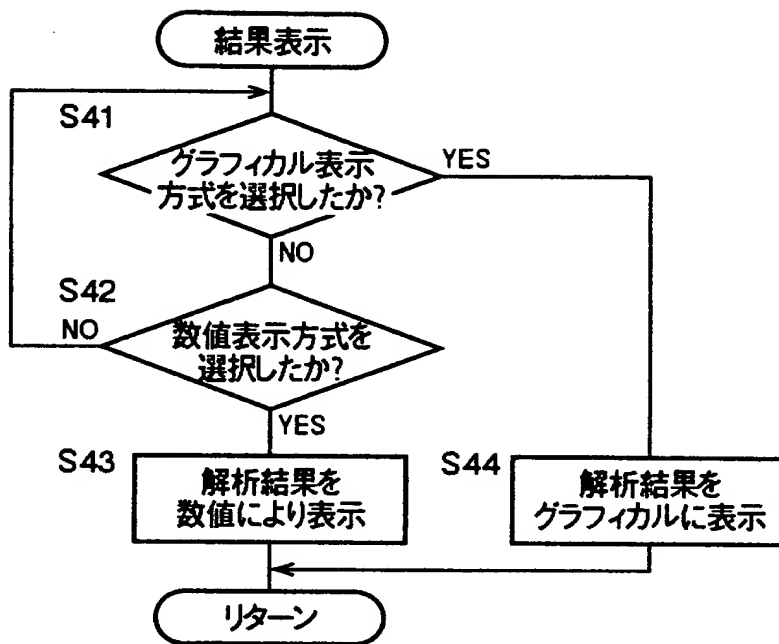 結果表示
S41
グラフィカル表示
方式を選択したか?
YES
NO
S42
NO
数値表示方式を
選択したか?
YES
S43
解析結果を
数値により表示
S44
解析結果を
グラフィカルに表示
リターン